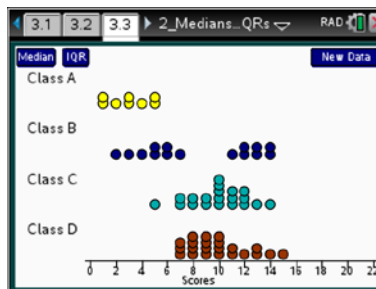 3.1 3.2 3.3 2_Medians…QRs RAD
Median IQR New Data
Class A
Class B
Class C
Class D
0 2 4 6 8 10 12 14 16 18 20 22
Scores